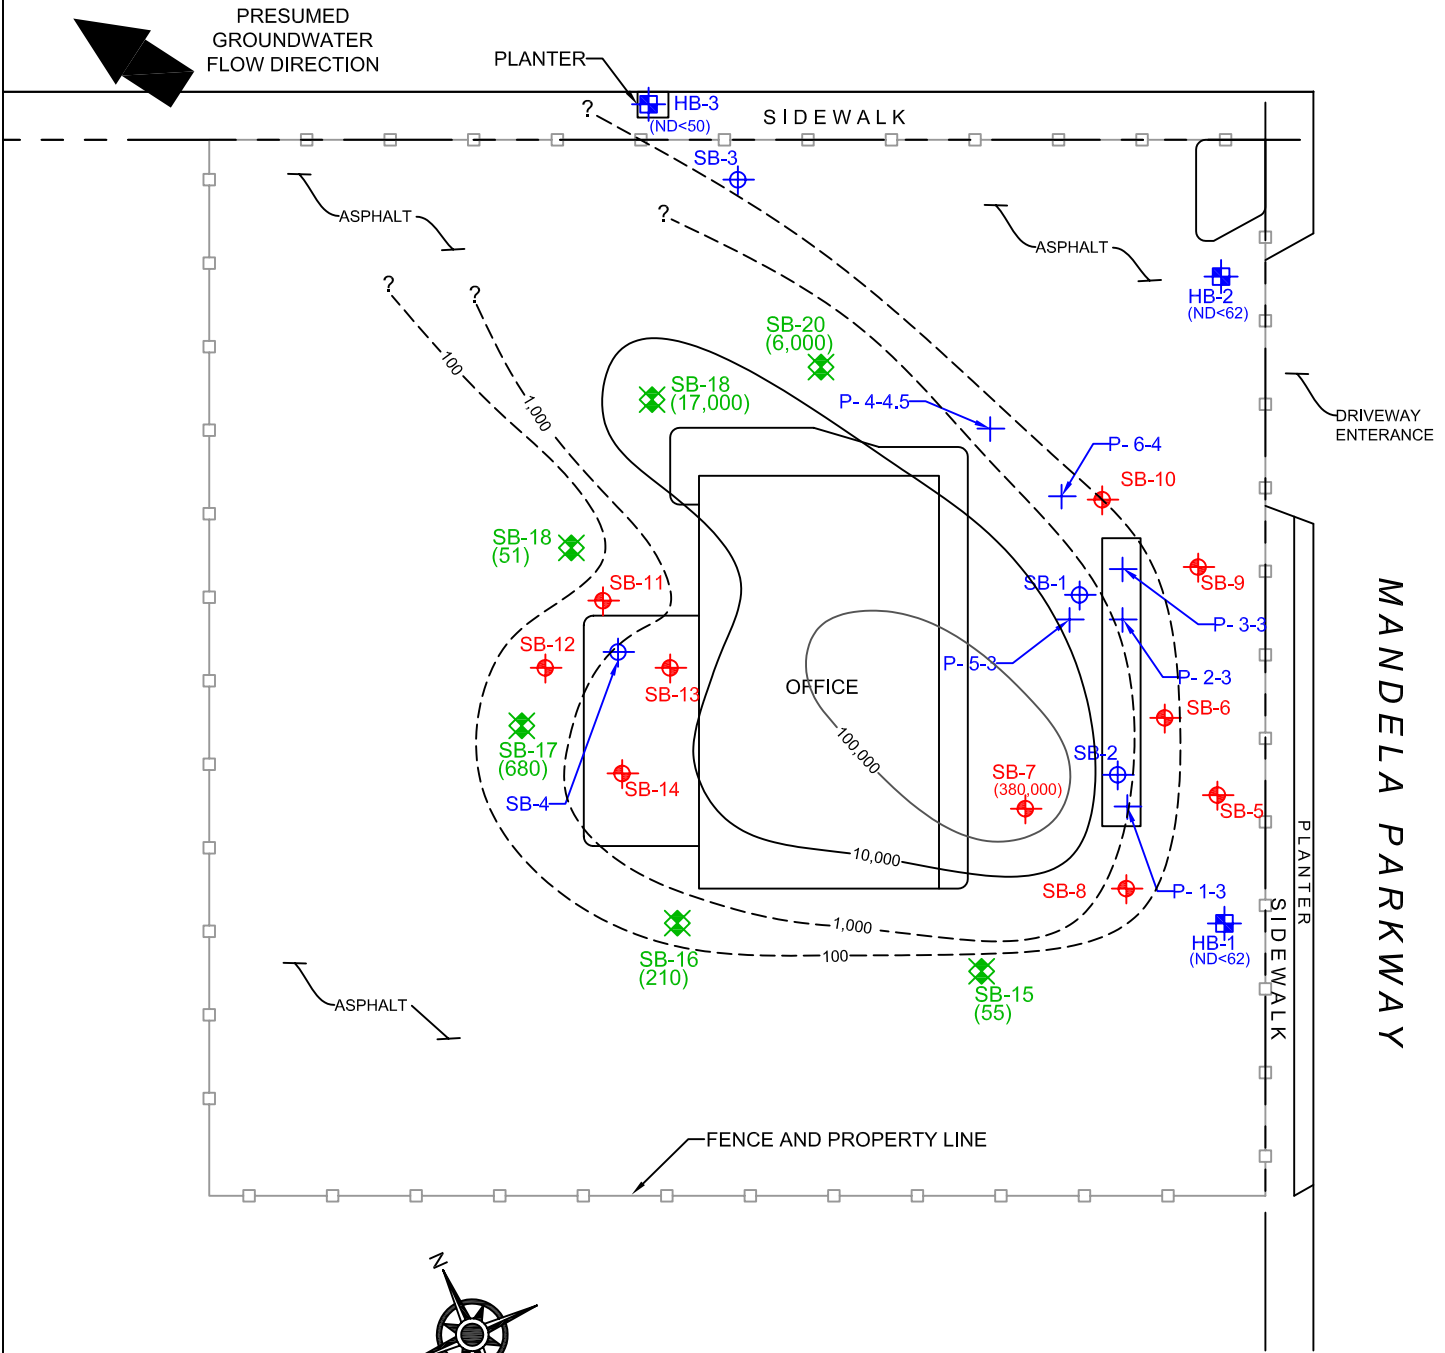 PRESUMED
GROUNDWATER
FLOW DIRECTION
PLANTER
HB-3
(ND<50)
SIDEWALK
?
SB-3
?
ASPHALT
ASPHALT
HB-2
(ND<62)
?
?
SB-20
(6,000)
100
1,000
SB-18
(17,000)
P- 4-4.5
DRIVEWAY
ENTERANCE
P- 6-4
SB-10
SB-18
(51)
SB-11
SB-1
SB-9
P- 3-3
SB-12
SB-13
OFFICE
P- 5-3
P- 2-3
SB-6
MANDELA PARKWAY
SB-17
(680)
100,000
SB-2
SB-7
(380,000)
SB-14
SB-4
SB-5
10,000
PLANTER
SB-8
P- 1-3
1,000
SIDEWALK
100
HB-1
(ND<62)
SB-16
(210)
SB-15
(55)
ASPHALT
FENCE AND PROPERTY LINE
N